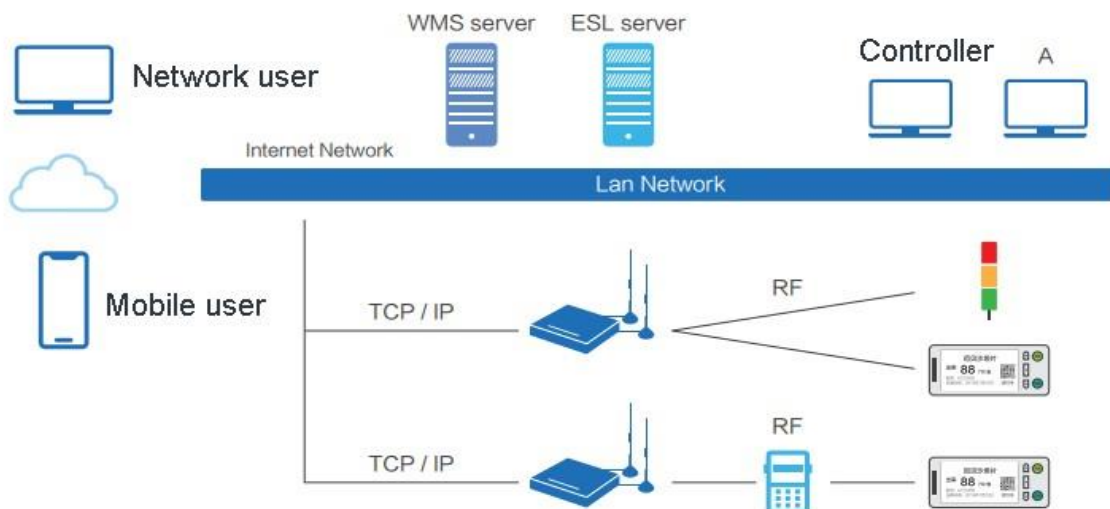 WMS server
ESL server
Network user
Controller
A
Internet Network
Lan Network
Mobile user
TCP / IP
RF
88
TCP / IP
RF
88